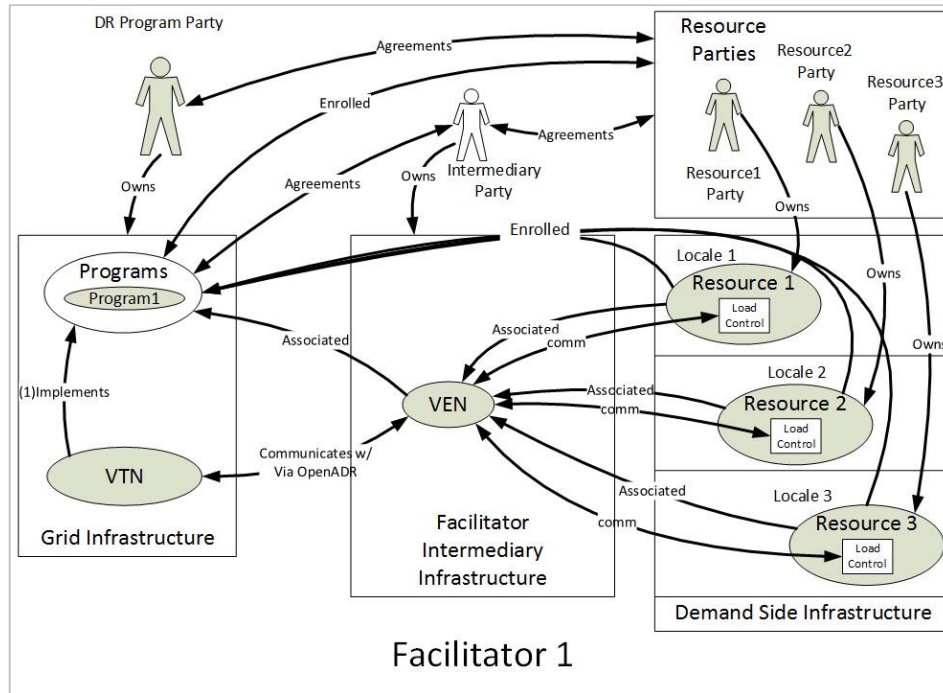 DR Program Party
Agreements
Resource
Parties
Resource2
Party
Resource3
Party
Enrolled
Agreements
Resource1
Party
Intermediary
Party
Agreements
Owns
Owns
Owns
Enrolled
Programs
Program1
Locale 1
Resource 1
Load
Control
Owns
Associated
comm
Associated
Owns
(1)Implements
Locale 2
Resource 2
Load
Control
Associated
comm
VEN
VTN
Communicates w/
Via OpenADR
Associated
comm
Locale 3
Resource 3
Load
Control
Grid Infrastructure
Facilitator
Intermediary
Infrastructure
Demand Side Infrastructure
Facilitator 1